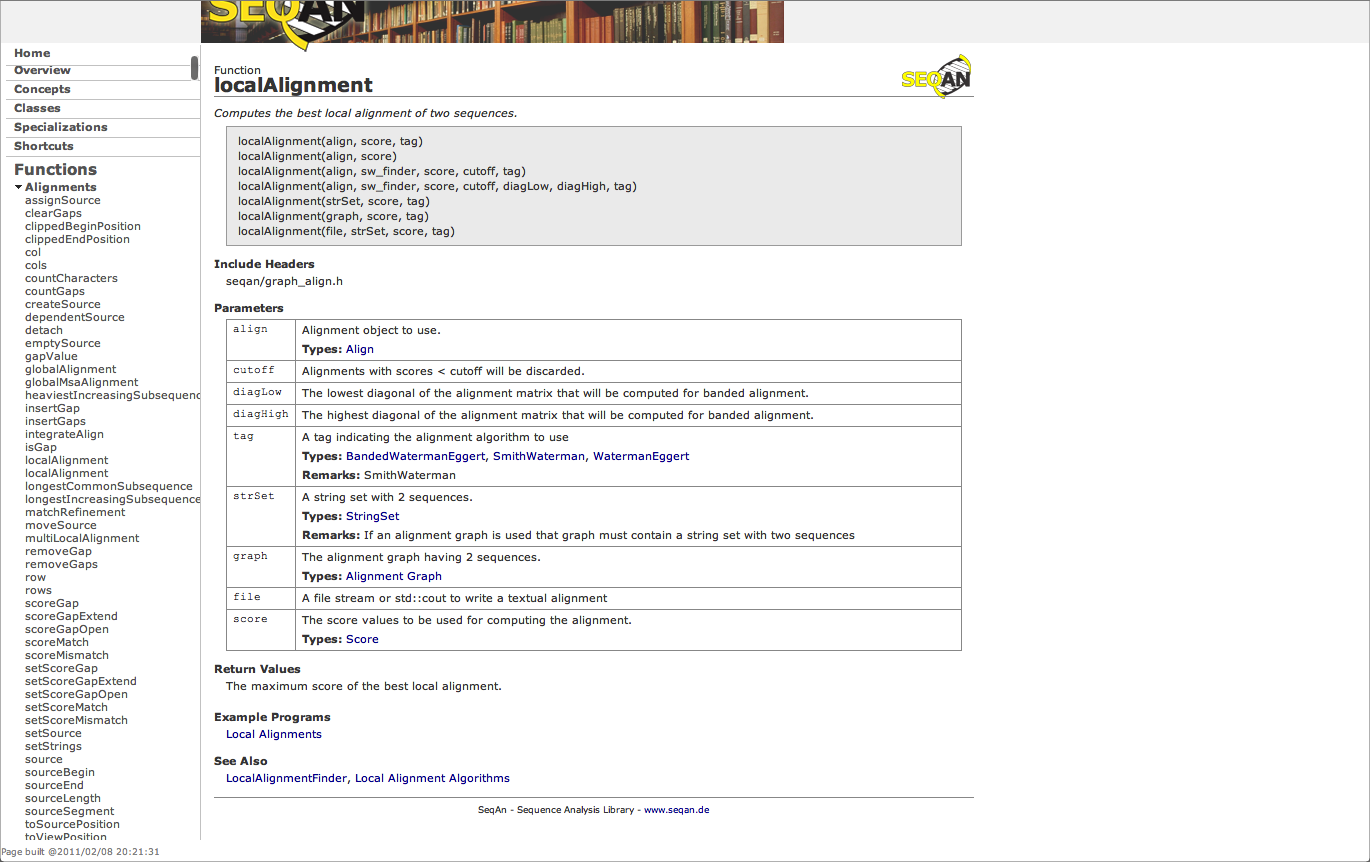 SEQAN
Home
Overview
Concepts
Classes
Specializations
Shortcuts
Functions
Alignments
assignSource
clearGaps
clippedBeginPosition
clippedEndPosition
col
cols
countCharacters
countGaps
createSource
dependentSource
detach
emptySource
gapValue
globalAlignment
globalMsaAlignment
heaviestIncreasingSubsequenc
insertGap
insertGaps
integrateAlign
isGap
localAlignment
localAlignment
longestCommonSubsequence
longestIncreasingSubsequence
matchRefinement
moveSource
multiLocalAlignment
removeGap
removeGaps
row
rows
scoreGap
scoreGapExtend
scoreGapOpen
scoreMatch
scoreMismatch
setScoreGap
setScoreGapExtend
setScoreGapOpen
setScoreMatch
setScoreMismatch
setSource
setStrings
source
sourceBegin
sourceEnd
sourceLength
sourceSegment
toSourcePosition
toViewPosition
Page built @2011/02/08 20:21:31
Function
localAlignment
SEQAN
Computes the best local alignment of two sequences.
localAlignment(align, score, tag)
localAlignment(align, score)
localAlignment(align, sw_finder, score, cutoff, tag)
localAlignment(align, sw_finder, score, cutoff, diagLow, diagHigh, tag)
localAlignment(strSet, score, tag)
localAlignment(graph, score, tag)
localAlignment(file, strSet, score, tag)
Include Headers
seqan/graph_align.h
Parameters
align Alignment object to use.
Types: Align
cutoff Alignments with scores < cutoff will be discarded.
diagLow The lowest diagonal of the alignment matrix that will be computed for banded alignment.
diagHigh The highest diagonal of the alignment matrix that will be computed for banded alignment.
tag A tag indicating the alignment algorithm to use
Types: BandedWatermanEggert, SmithWaterman, WatermanEggert
Remarks: SmithWaterman
strSet A string set with 2 sequences.
Types: StringSet
Remarks: If an alignment graph is used that graph must contain a string set with two sequences
graph The alignment graph having 2 sequences.
Types: Alignment Graph
file A file stream or std::cout to write a textual alignment
score The score values to be used for computing the alignment.
Types: Score
Return Values
The maximum score of the best local alignment.
Example Programs
Local Alignments
See Also
LocalAlignmentFinder, Local Alignment Algorithms
SeqAn - Sequence Analysis Library - www.seqan.de